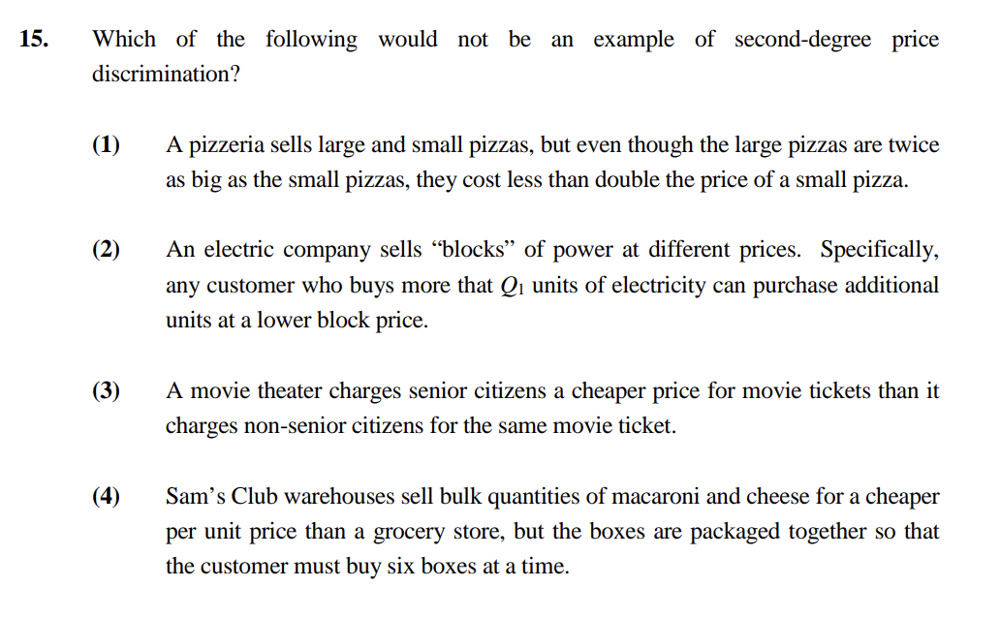 15. Which of the following would not be an example of second-degree price
discrimination?
(1) A pizzeria sells large and small pizzas, but even though the large pizzas are twice
as big as the small pizzas, they cost less than double the price of a small pizza.
(2) An electric company sells “blocks” of power at different prices. Specifically,
any customer who buys more that Q₁ units of electricity can purchase additional
units at a lower block price.
(3) A movie theater charges senior citizens a cheaper price for movie tickets than it
charges non-senior citizens for the same movie ticket.
(4) Sam’s Club warehouses sell bulk quantities of macaroni and cheese for a cheaper
per unit price than a grocery store, but the boxes are packaged together so that
the customer must buy six boxes at a time.